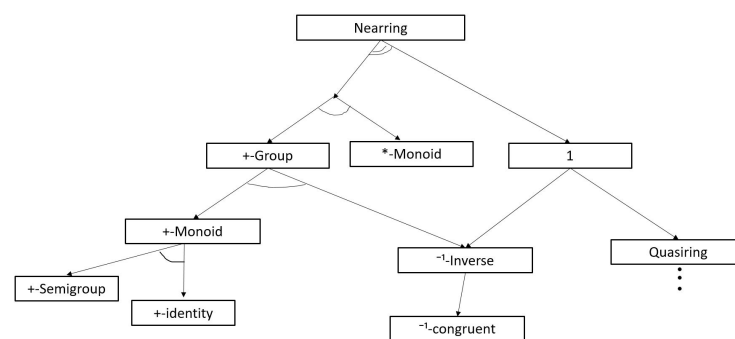 Nearring
+-Group
*-Monoid
1
+-Monoid
⁻¹-Inverse
Quasiring
+-Semigroup
+-identity
⁻¹-congruent